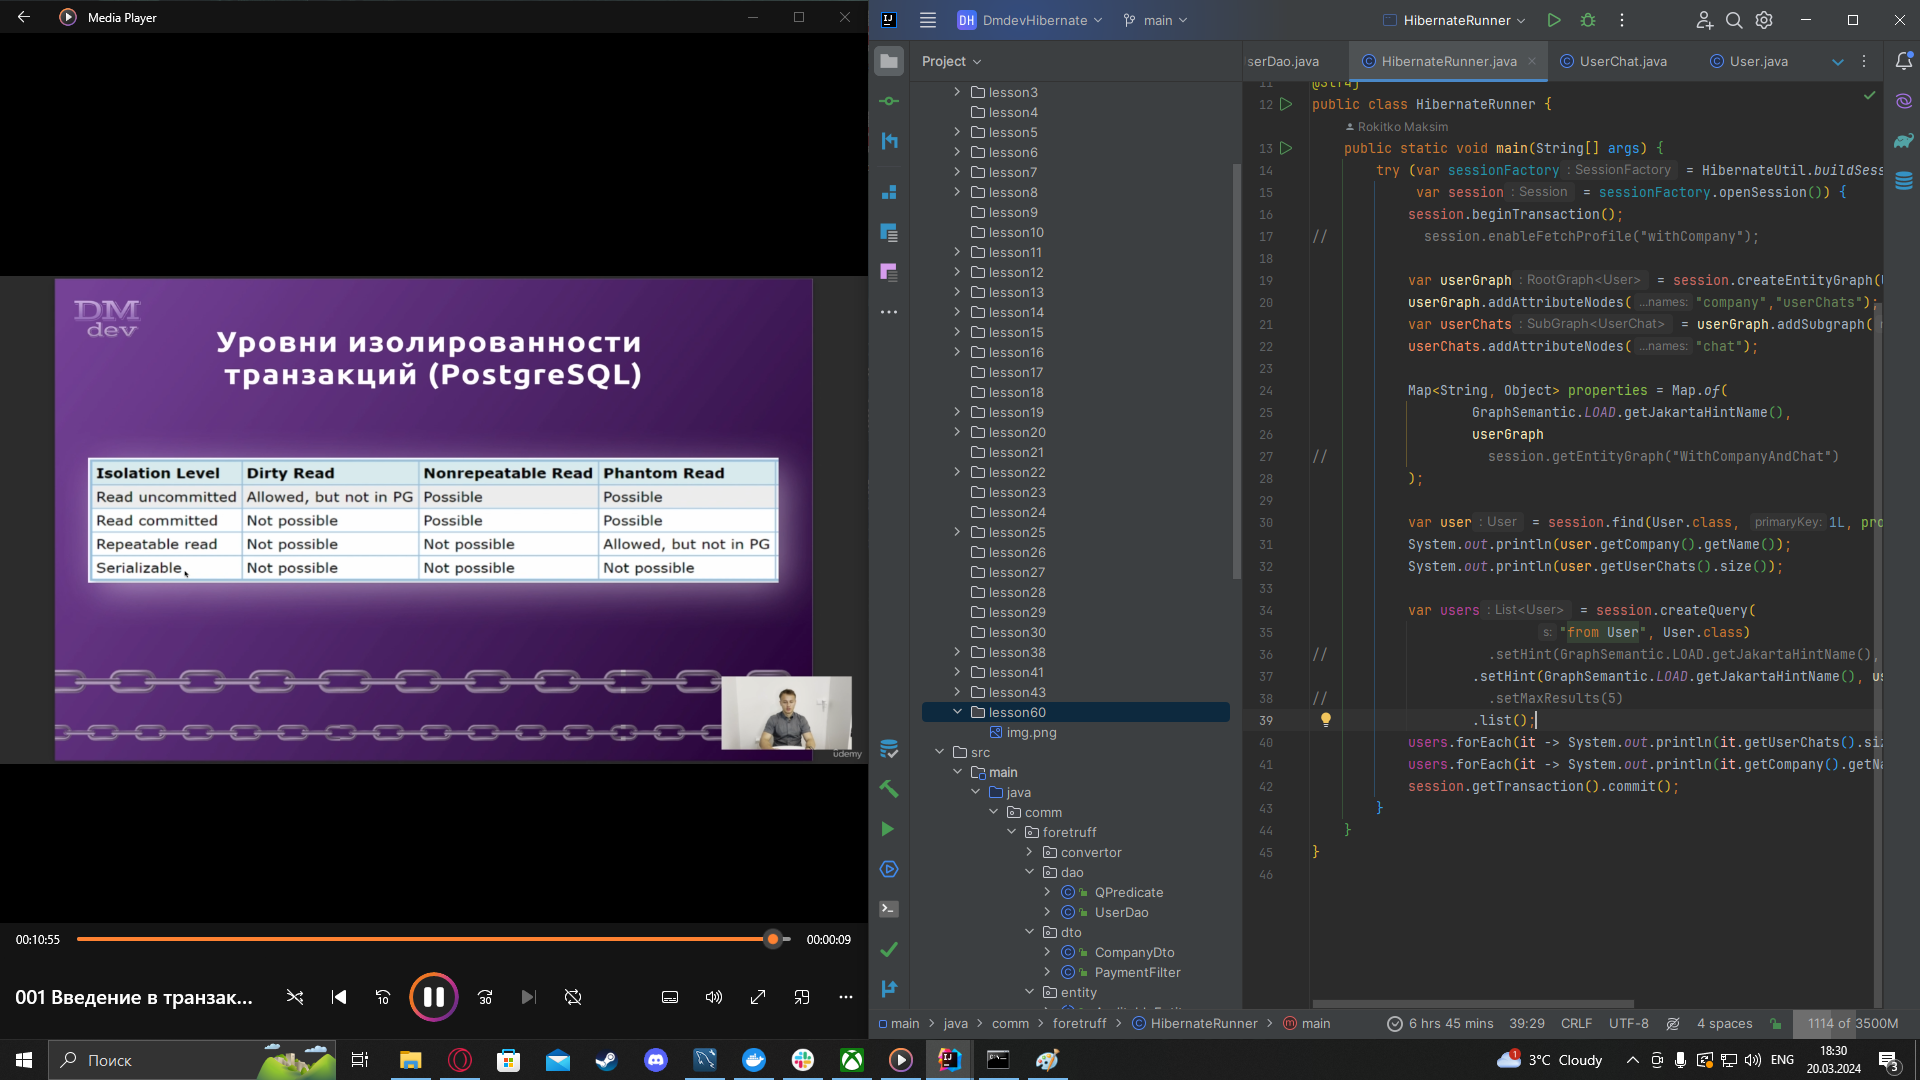 Media Player
DM
dev
Уровни изолированности
транзакций (PostgreSQL)
Isolation Level Dirty Read Nonrepeatable Read Phantom Read
Read uncommitted Allowed, but not in PG Possible Possible
Read committed Not possible Possible Possible
Repeatable read Not possible Not possible Allowed, but not in PG
Serializable Not possible Not possible Not possible
udemy
00:10:55
00:00:09
001 Введение в транзак...
10
30
DH DmdevHibernate main
HibernateRunner
Project
lesson3
lesson4
lesson5
lesson6
lesson7
lesson8
lesson9
lesson10
lesson11
lesson12
lesson13
lesson14
lesson15
lesson16
lesson17
lesson18
lesson19
lesson20
lesson21
lesson22
lesson23
lesson24
lesson25
lesson26
lesson27
lesson28
lesson29
lesson30
lesson38
lesson41
lesson43
lesson60
img.png
src
main
java
comm
foretruff
convertor
dao
QPredicate
UserDao
dto
CompanyDto
PaymentFilter
entity
serDao.java HibernateRunner.java UserChat.java User.java
11 @Slf4j
12 public class HibernateRunner {
Rokitko Maksim
13 public static void main(String[] args) {
14 try (var sessionFactory : SessionFactory = HibernateUtil.buildSess
15 var session : Session = sessionFactory.openSession()) {
16 session.beginTransaction();
17 // session.enableFetchProfile("withCompany");
18
19 var userGraph : RootGraph<User> = session.createEntityGraph(
20 userGraph.addAttributeNodes( ...names: "company","userChats");
21 var userChats : SubGraph<UserChat> = userGraph.addSubgraph(
22 userChats.addAttributeNodes( ...names: "chat");
23
24 Map<String, Object> properties = Map.of(
25 GraphSemantic.LOAD.getJakartaHintName(),
26 userGraph
27 // session.getEntityGraph("WithCompanyAndChat")
28 );
29
30 var user : User = session.find(User.class, primaryKey: 1L, pro
31 System.out.println(user.getCompany().getName());
32 System.out.println(user.getUserChats().size());
33
34 var users : List<User> = session.createQuery(
35 s: "from User", User.class)
36 // .setHint(GraphSemantic.LOAD.getJakartaHintName(),
37 .setHint(GraphSemantic.LOAD.getJakartaHintName(), us
38 // .setMaxResults(5)
39 .list();
40 users.forEach(it -> System.out.println(it.getUserChats().siz
41 users.forEach(it -> System.out.println(it.getCompany().getNa
42 session.getTransaction().commit();
43 }
44 }
45 }
46
main > java > comm > foretruff > HibernateRunner > main
6 hrs 45 mins 39:29 CRLF UTF-8 4 spaces 1114 of 3500M
Поиск
1 3°C Cloudy ENG
18:30
20.03.2024
3